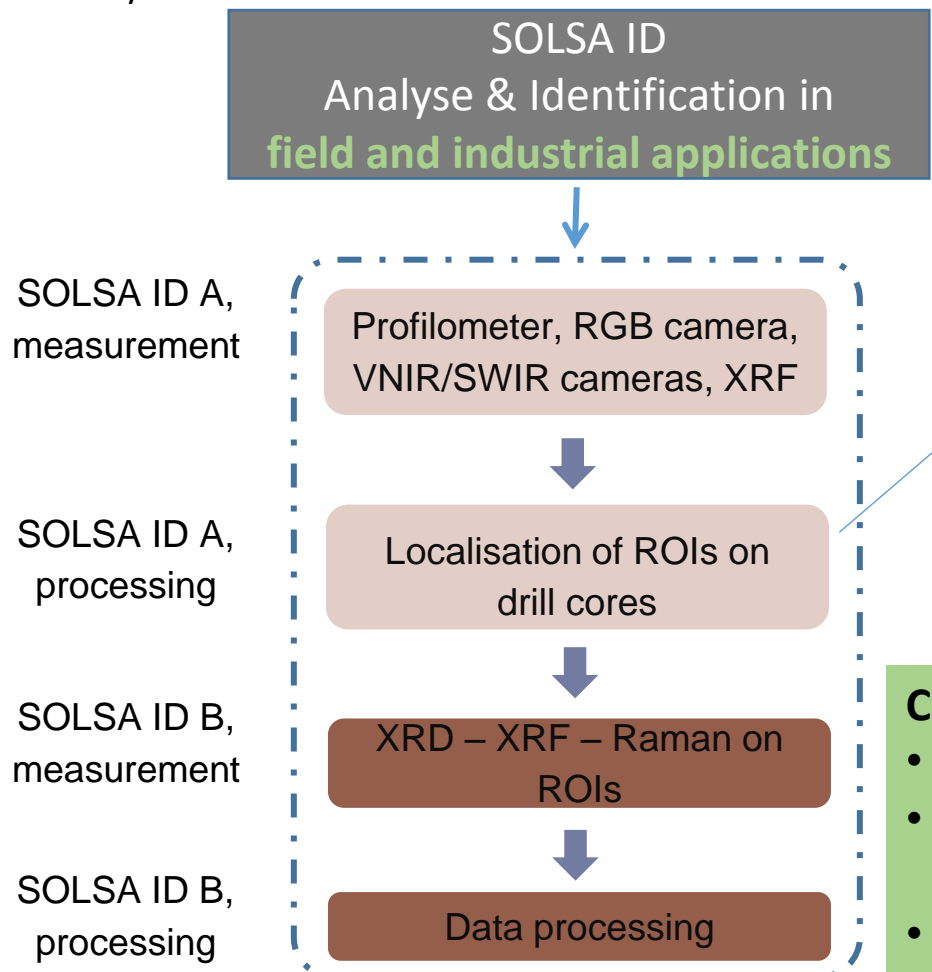 SOLSA ID
Analyse & Identification in
field and industrial applications
SOLSA ID A,
measurement
Profilometer, RGB camera,
VNIR/SWIR cameras, XRF
SOLSA ID A,
processing
Localisation of ROIs on
drill cores
SOLSA ID B,
measurement
XRD – XRF – Raman on
ROIs
SOLSA ID B,
processing
Data processing
C
•
•
•